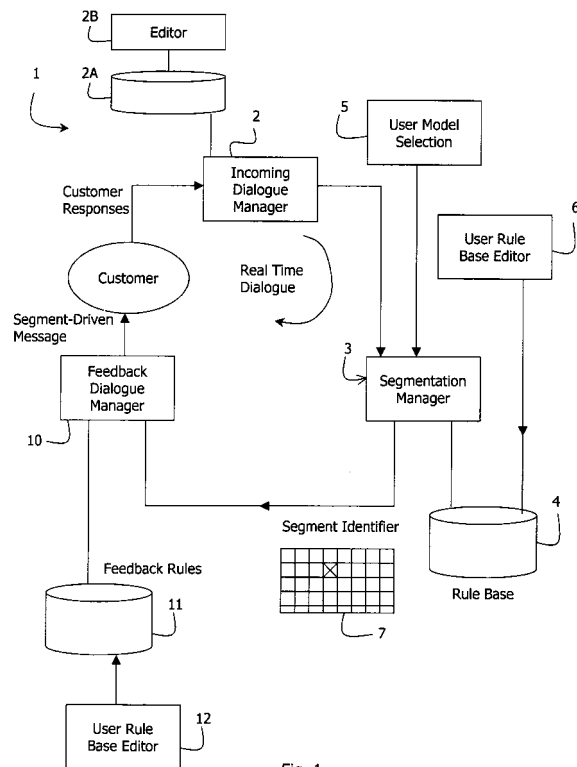 2B
Editor
1
2A
2
5
User Model
Selection
Incoming
Dialogue
Manager
Customer
Responses
6
User Rule
Base Editor
Customer
Real Time
Dialogue
Segment-Driven
Message
3
Feedback
Dialogue
Manager
Segmentation
Manager
10
4
Segment Identifier
Feedback Rules
Rule Base
11
7
12
User Rule
Base Editor
Fig. 1